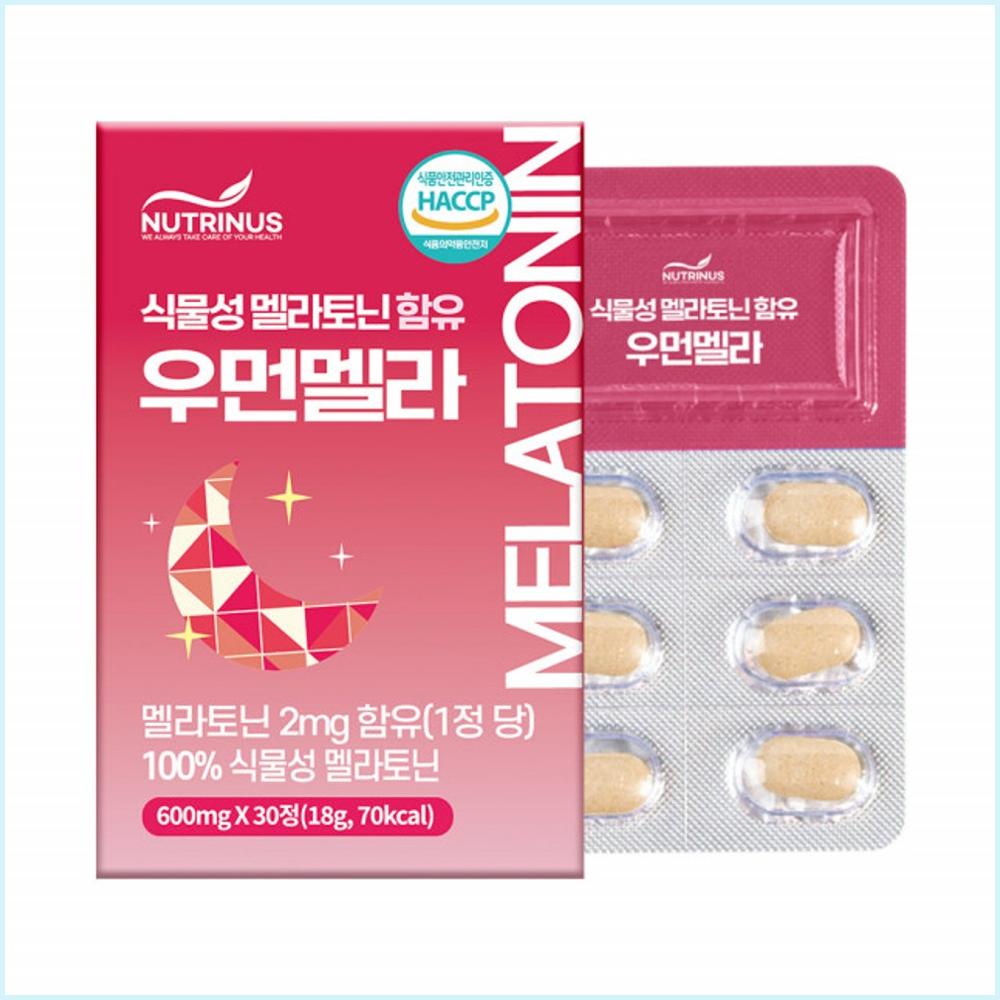 NUTRINUS
WE ALWAYS TAKE CARE OF YOUR HEALTH
식품안전관리인증
HACCP
식품의약품안전처
MELATONIN
식물성 멜라토닌 함유
우먼멜라
멜라토닌 2mg 함유(1정 당)
100% 식물성 멜라토닌
600mg X 30정(18g, 70kcal)
NUTRINUS
식물성 멜라토닌 함유
우먼멜라